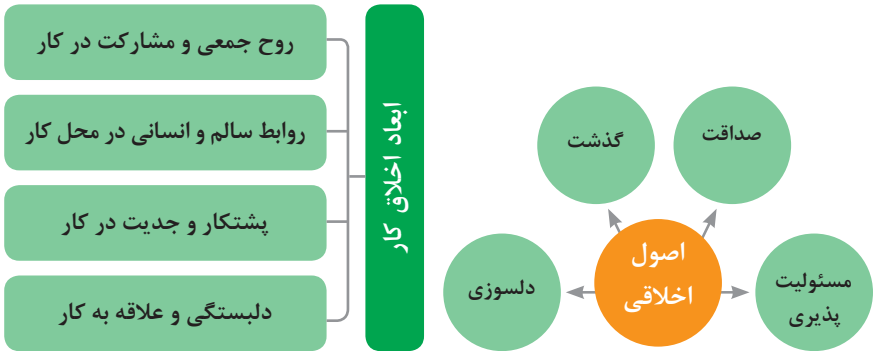 صداقت
گذشت
اصول
اخلاقی
مسئولیت
پذیری
دلسوزی
ابعاد اخلاق کار
روح جمعی و مشارکت در کار
روابط سالم و انسانی در محل کار
پشتکار و جدیت در کار
دلبستگی و علاقه به کار